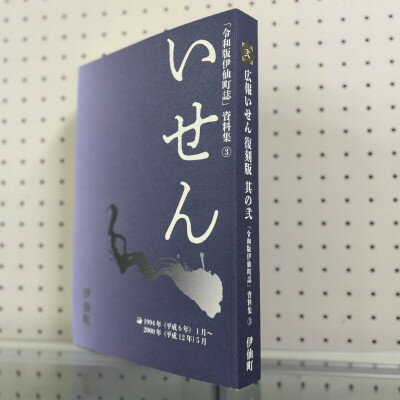 「令和版伊仙町誌」資料集③
いせん
伊仙町
1994年（平成6年）1月〜
2000年（平成12年）5月
広報いせん 復刻版 其の弐
「令和版伊仙町誌」資料集③
伊仙町